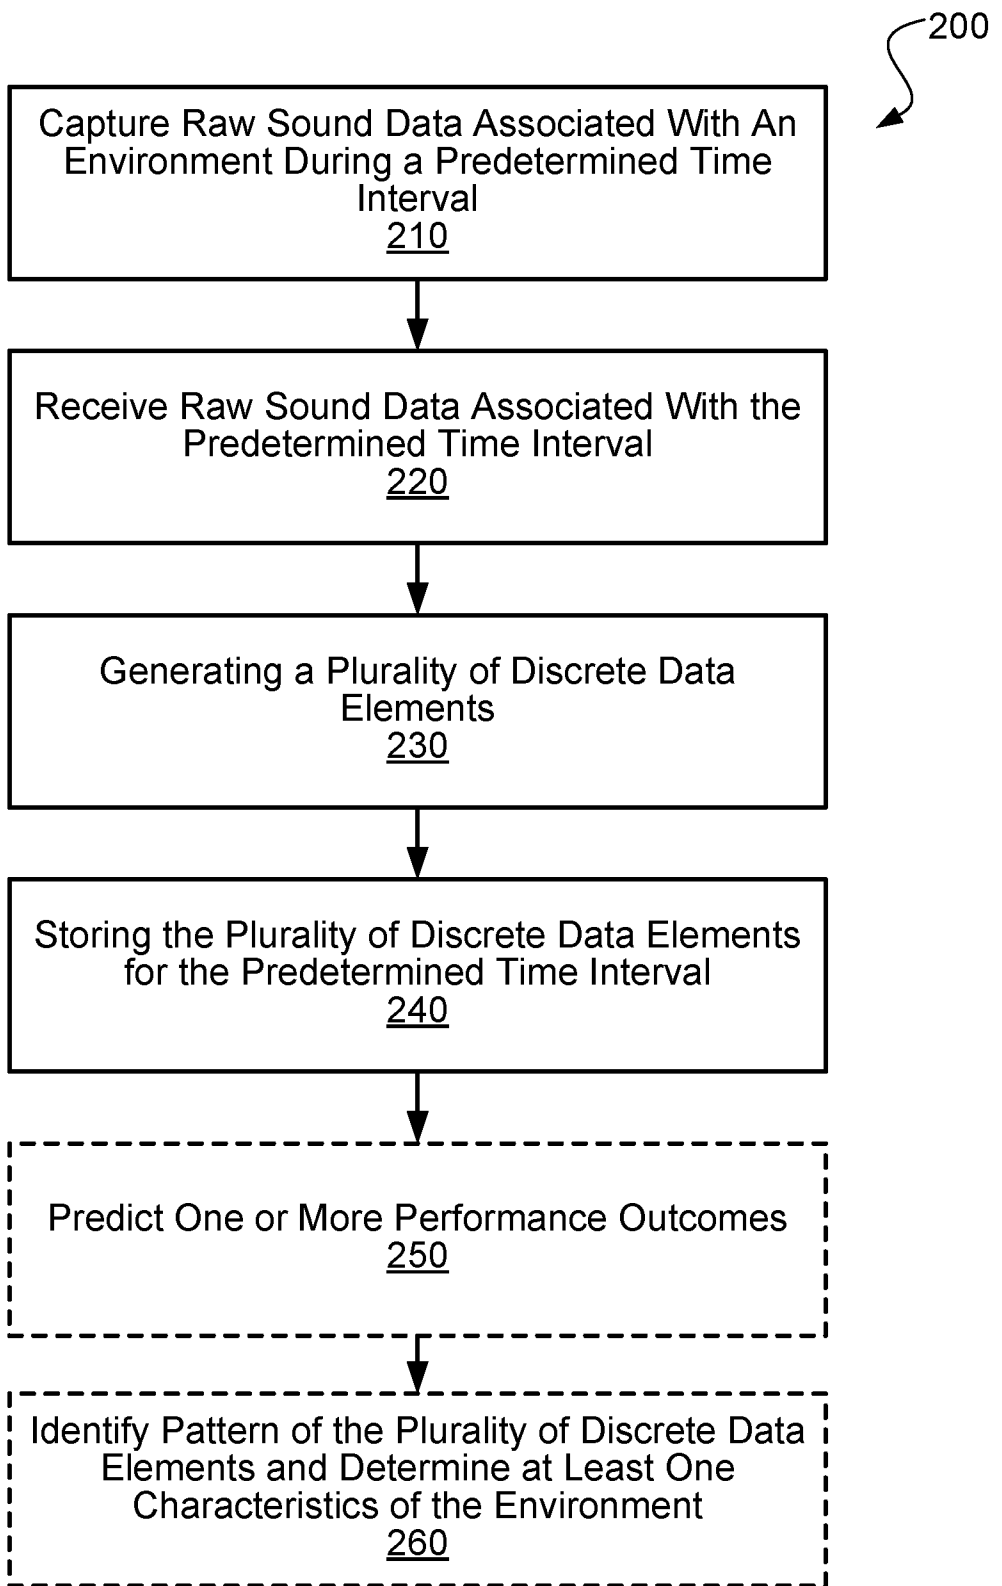 200
Capture Raw Sound Data Associated With An
Environment During a Predetermined Time
Interval
210
Receive Raw Sound Data Associated With the
Predetermined Time Interval
220
Generating a Plurality of Discrete Data
Elements
230
Storing the Plurality of Discrete Data Elements
for the Predetermined Time Interval
240
Predict One or More Performance Outcomes
250
Identify Pattern of the Plurality of Discrete Data
Elements and Determine at Least One
Characteristics of the Environment
260